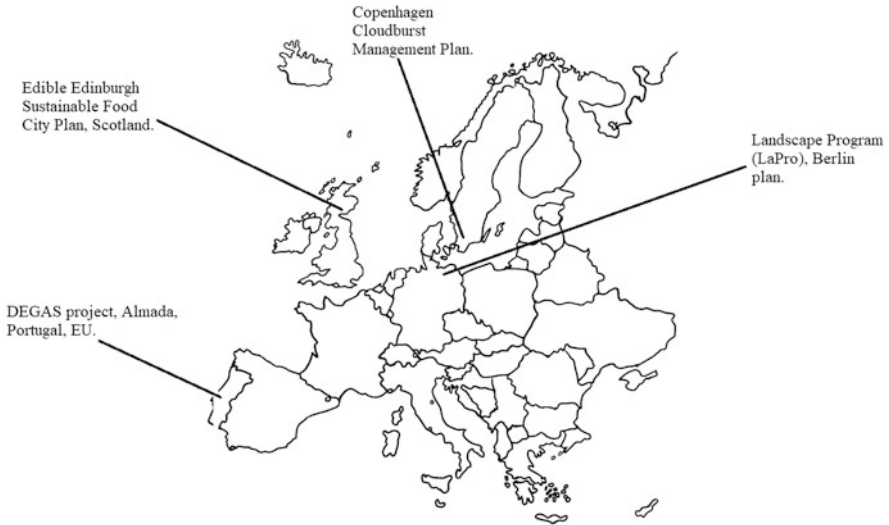 Copenhagen
Cloudburst
Management Plan.
Edible Edinburgh
Sustainable Food
City Plan, Scotland.
Landscape Program
(LaPro), Berlin
plan.
DEGAS project, Almada,
Portugal, EU.